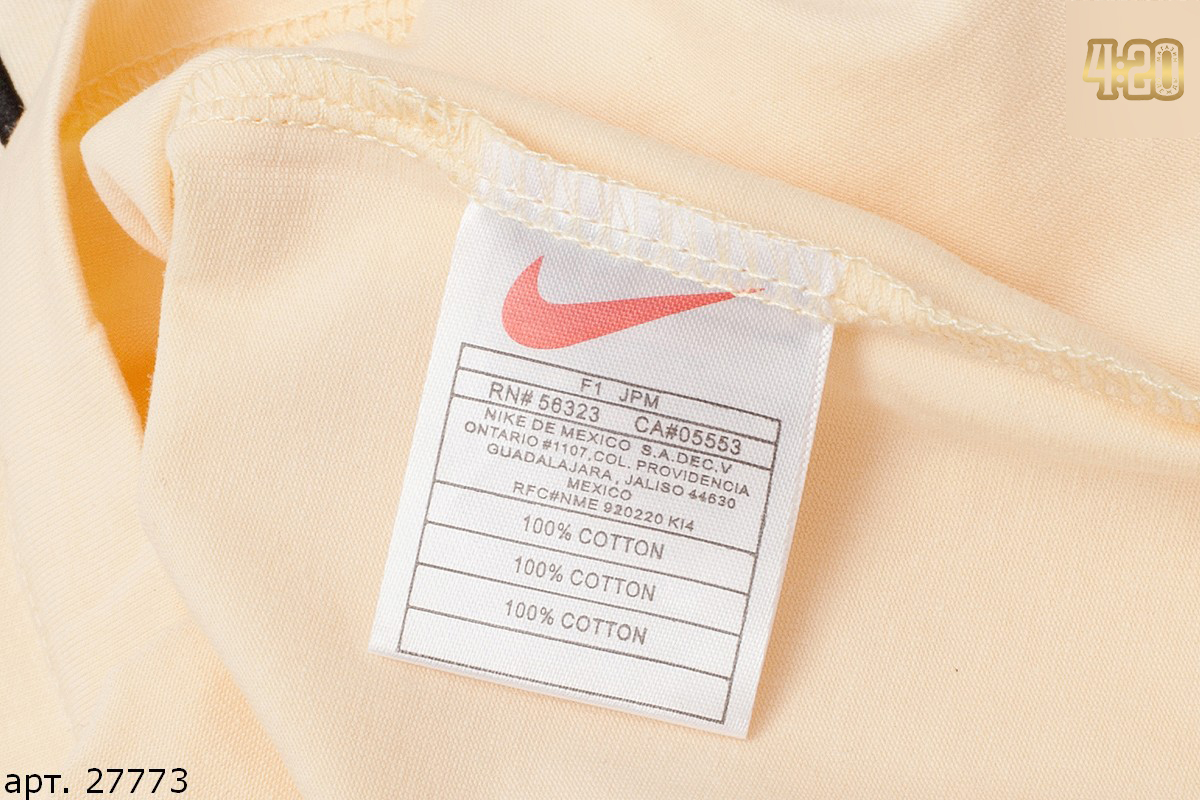 4:20
F1 JPM
RN# 56323 CA#05553
NIKE DE MEXICO S.A.DEC.V
ONTARIO #1107,COL. PROVIDENCIA
GUADALAJARA , JALISO 44630
MEXICO
RFC#NME 920220 KI4
100% COTTON
100% COTTON
100% COTTON
арт. 27773